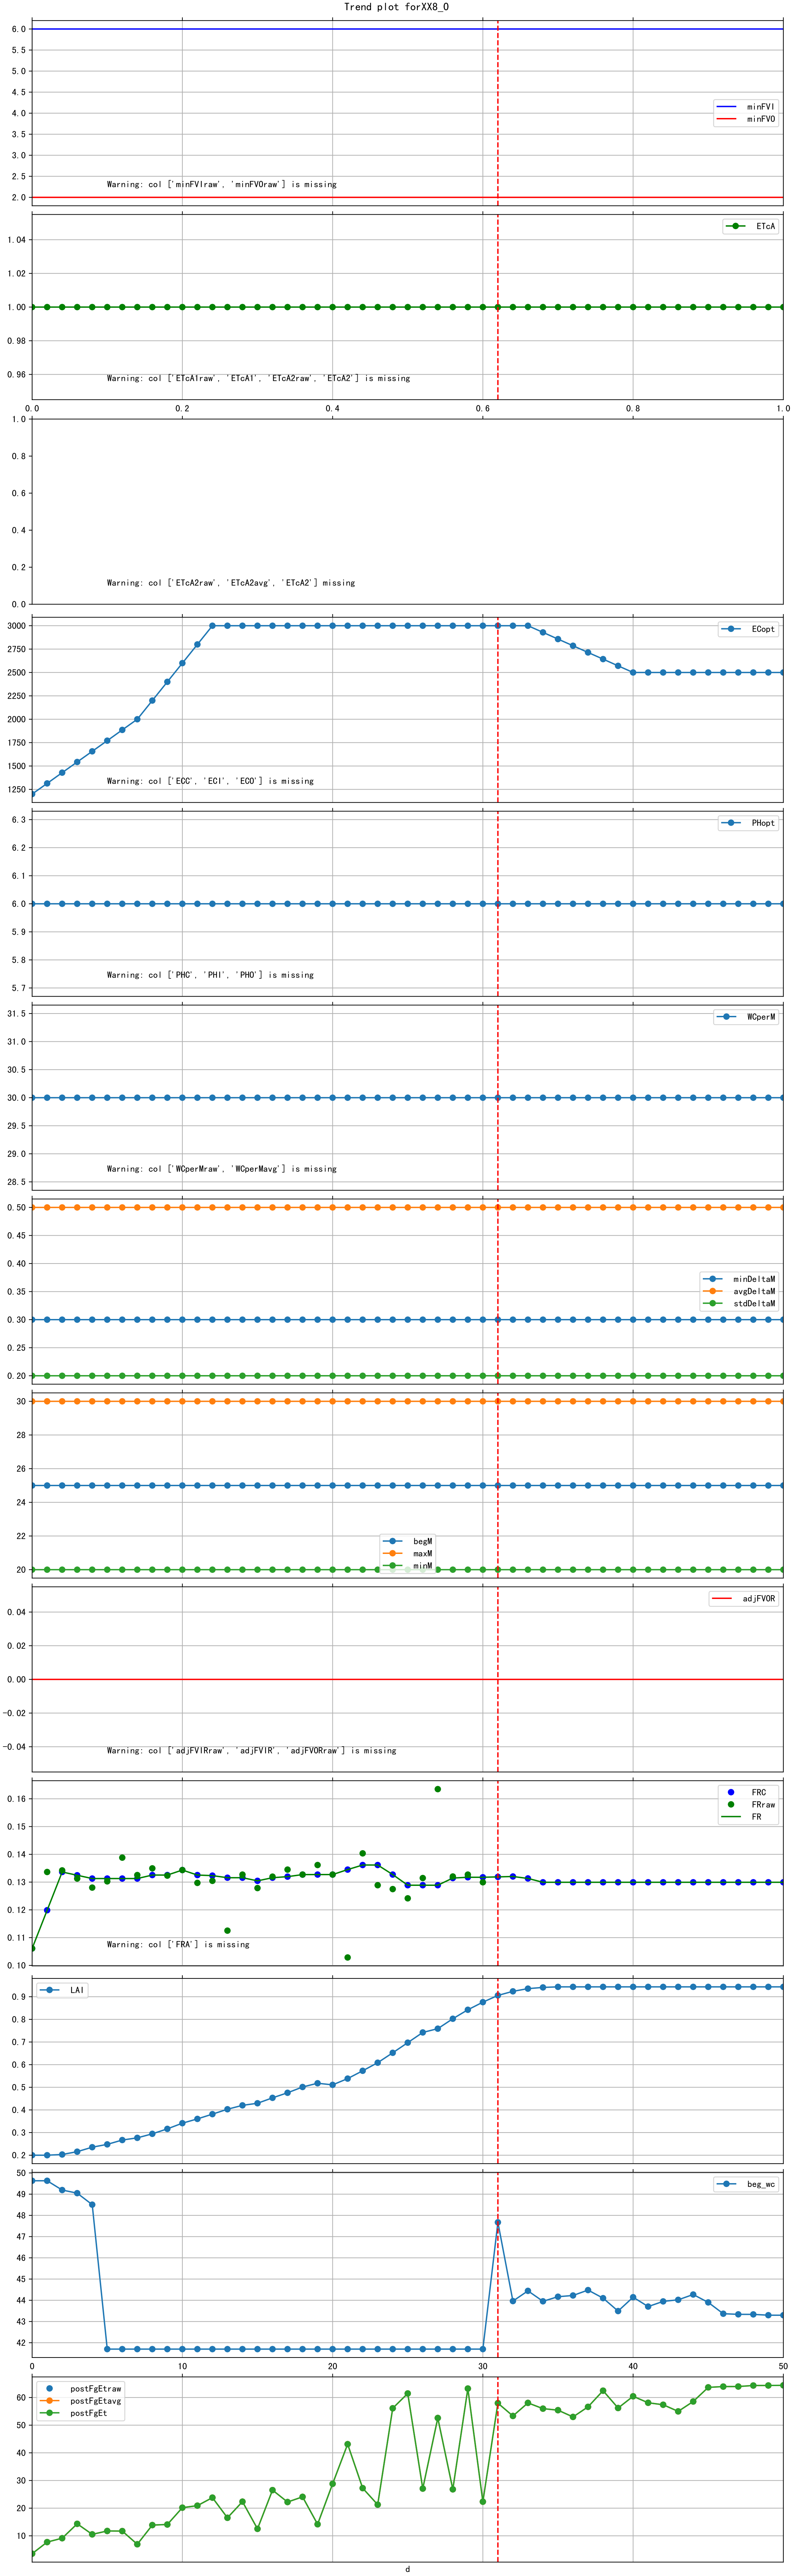 Trend plot forXX8_0
6.0
5.5
5.0
4.5
4.0
3.5
3.0
2.5
2.0
minFVI
minFVO
Warning: col ['minFVIraw', 'minFVOraw'] is missing
1.04
1.02
1.00
0.98
0.96
ETcA
Warning: col ['ETcA1raw', 'ETcA1', 'ETcA2raw', 'ETcA2'] is missing
0.0 0.2 0.4 0.6 0.8 1.0
1.0
0.8
0.6
0.4
0.2
0.0
Warning: col ['ETcA2raw', 'ETcA2avg', 'ETcA2'] missing
3000
2750
2500
2250
2000
1750
1500
1250
ECopt
Warning: col ['ECC', 'ECI', 'ECO'] is missing
6.3
6.2
6.1
6.0
5.9
5.8
5.7
PHopt
Warning: col ['PHC', 'PHI', 'PHO'] is missing
31.5
31.0
30.5
30.0
29.5
29.0
28.5
WCperM
Warning: col ['WCperMraw', 'WCperMavg'] is missing
0.50
0.45
0.40
0.35
0.30
0.25
0.20
minDeltaM
avgDeltaM
stdDeltaM
30
28
26
24
22
20
begM
maxM
minM
0.04
0.02
0.00
-0.02
-0.04
adjFVOR
Warning: col ['adjFVIRraw', 'adjFVIR', 'adjFVORraw'] is missing
0.16
0.15
0.14
0.13
0.12
0.11
0.10
FRC
FRraw
FR
Warning: col ['FRA'] is missing
0.9
0.8
0.7
0.6
0.5
0.4
0.3
0.2
LAI
50
49
48
47
46
45
44
43
42
beg_wc
0 10 20 30 40 50
60
50
40
30
20
10
postFgEtraw
postFgEtavg
postFgEt
d